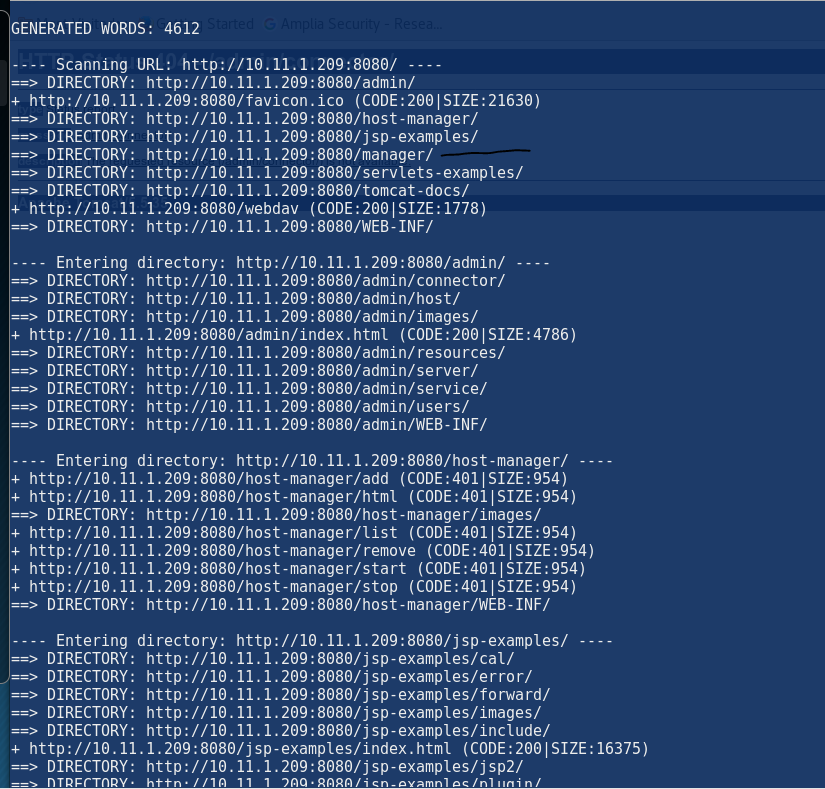 Getting Started G Amplia Security – Resea...
GENERATED WORDS: 4612
---- Scanning URL: http://10.11.1.209:8080/ ----
==> DIRECTORY: http://10.11.1.209:8080/admin/
+ http://10.11.1.209:8080/favicon.ico (CODE:200|SIZE:21630)
==> DIRECTORY: http://10.11.1.209:8080/host-manager/
==> DIRECTORY: http://10.11.1.209:8080/jsp-examples/
==> DIRECTORY: http://10.11.1.209:8080/manager/
==> DIRECTORY: http://10.11.1.209:8080/servlets-examples/
==> DIRECTORY: http://10.11.1.209:8080/tomcat-docs/
+ http://10.11.1.209:8080/webdav (CODE:200|SIZE:1778)
==> DIRECTORY: http://10.11.1.209:8080/WEB-INF/
---- Entering directory: http://10.11.1.209:8080/admin/ ----
==> DIRECTORY: http://10.11.1.209:8080/admin/connector/
==> DIRECTORY: http://10.11.1.209:8080/admin/host/
==> DIRECTORY: http://10.11.1.209:8080/admin/images/
+ http://10.11.1.209:8080/admin/index.html (CODE:200|SIZE:4786)
==> DIRECTORY: http://10.11.1.209:8080/admin/resources/
==> DIRECTORY: http://10.11.1.209:8080/admin/server/
==> DIRECTORY: http://10.11.1.209:8080/admin/service/
==> DIRECTORY: http://10.11.1.209:8080/admin/users/
==> DIRECTORY: http://10.11.1.209:8080/admin/WEB-INF/
---- Entering directory: http://10.11.1.209:8080/host-manager/ ----
+ http://10.11.1.209:8080/host-manager/add (CODE:401|SIZE:954)
+ http://10.11.1.209:8080/host-manager/html (CODE:401|SIZE:954)
==> DIRECTORY: http://10.11.1.209:8080/host-manager/images/
+ http://10.11.1.209:8080/host-manager/list (CODE:401|SIZE:954)
+ http://10.11.1.209:8080/host-manager/remove (CODE:401|SIZE:954)
+ http://10.11.1.209:8080/host-manager/start (CODE:401|SIZE:954)
+ http://10.11.1.209:8080/host-manager/stop (CODE:401|SIZE:954)
==> DIRECTORY: http://10.11.1.209:8080/host-manager/WEB-INF/
---- Entering directory: http://10.11.1.209:8080/jsp-examples/ ----
==> DIRECTORY: http://10.11.1.209:8080/jsp-examples/cal/
==> DIRECTORY: http://10.11.1.209:8080/jsp-examples/error/
==> DIRECTORY: http://10.11.1.209:8080/jsp-examples/forward/
==> DIRECTORY: http://10.11.1.209:8080/jsp-examples/images/
==> DIRECTORY: http://10.11.1.209:8080/jsp-examples/include/
+ http://10.11.1.209:8080/jsp-examples/index.html (CODE:200|SIZE:16375)
==> DIRECTORY: http://10.11.1.209:8080/jsp-examples/jsp2/
==> DIRECTORY: http://10.11.1.209:8080/jsp-examples/plugin/